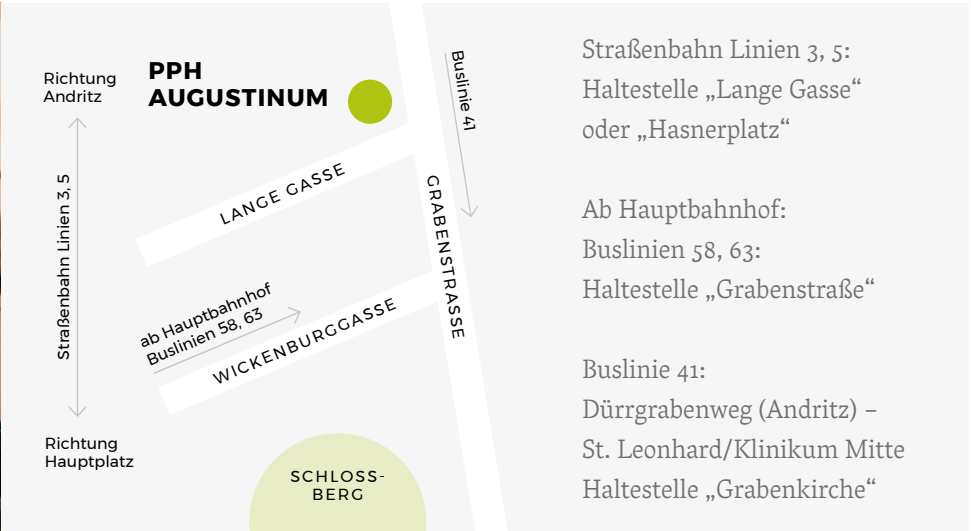 Richtung
Andritz
PPH
AUGUSTINUM
Buslinie 41
Straßenbahn Linien 3, 5
LANGE GASSE
GRABENSTRASSE
ab Hauptbahnhof
Buslinien 58, 63
WICKENBURGGASSE
Richtung
Hauptplatz
SCHLOSS-
BERG
Straßenbahn Linien 3, 5:
Haltestelle „Lange Gasse“
oder „Hasnerplatz“
Ab Hauptbahnhof:
Buslinien 58, 63:
Haltestelle „Grabenstraße“
Buslinie 41:
Dürrgrabenweg (Andritz) –
St. Leonhard/Klinikum Mitte
Haltestelle „Grabenkirche“